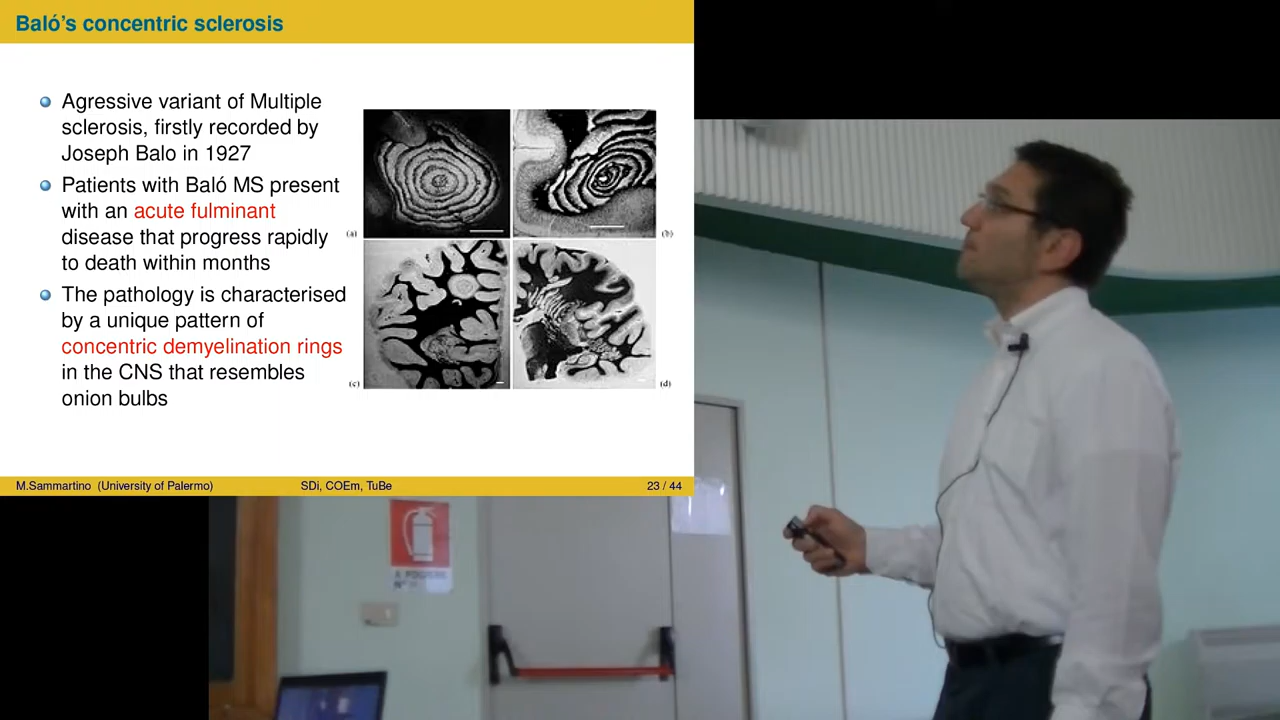 Baló's concentric sclerosis
Agressive variant of Multiple
sclerosis, firstly recorded by
Joseph Balo in 1927
Patients with Baló MS present
with an acute fulminant
disease that progress rapidly
to death within months
The pathology is characterised
by a unique pattern of
concentric demyelination rings
in the CNS that resembles
onion bulbs
(a)
(b)
(c)
(d)
M.Sammartino (University of Palermo)
SDi, COEm, TuBe
23 / 44